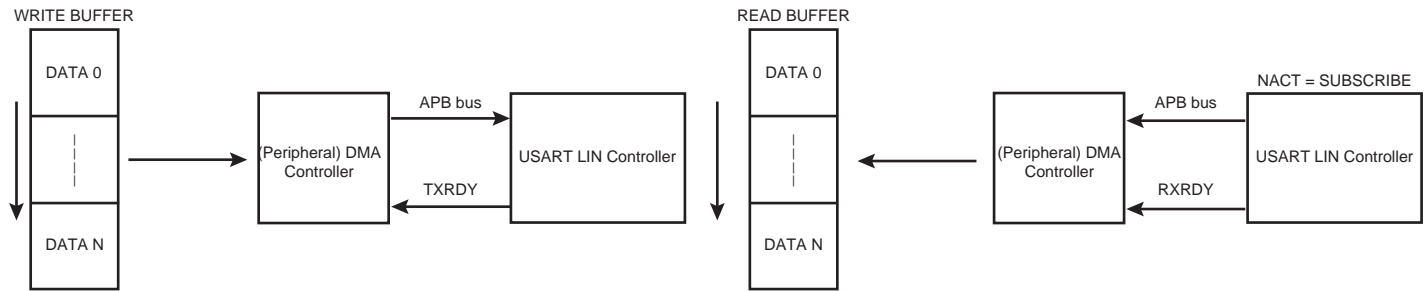 WRITE BUFFER
DATA 0
DATA N
(Peripheral) DMA
Controller
APB bus
TXRDY
USART LIN Controller
READ BUFFER
DATA 0
DATA N
(Peripheral) DMA
Controller
APB bus
RXRDY
NACT = SUBSCRIBE
USART LIN Controller